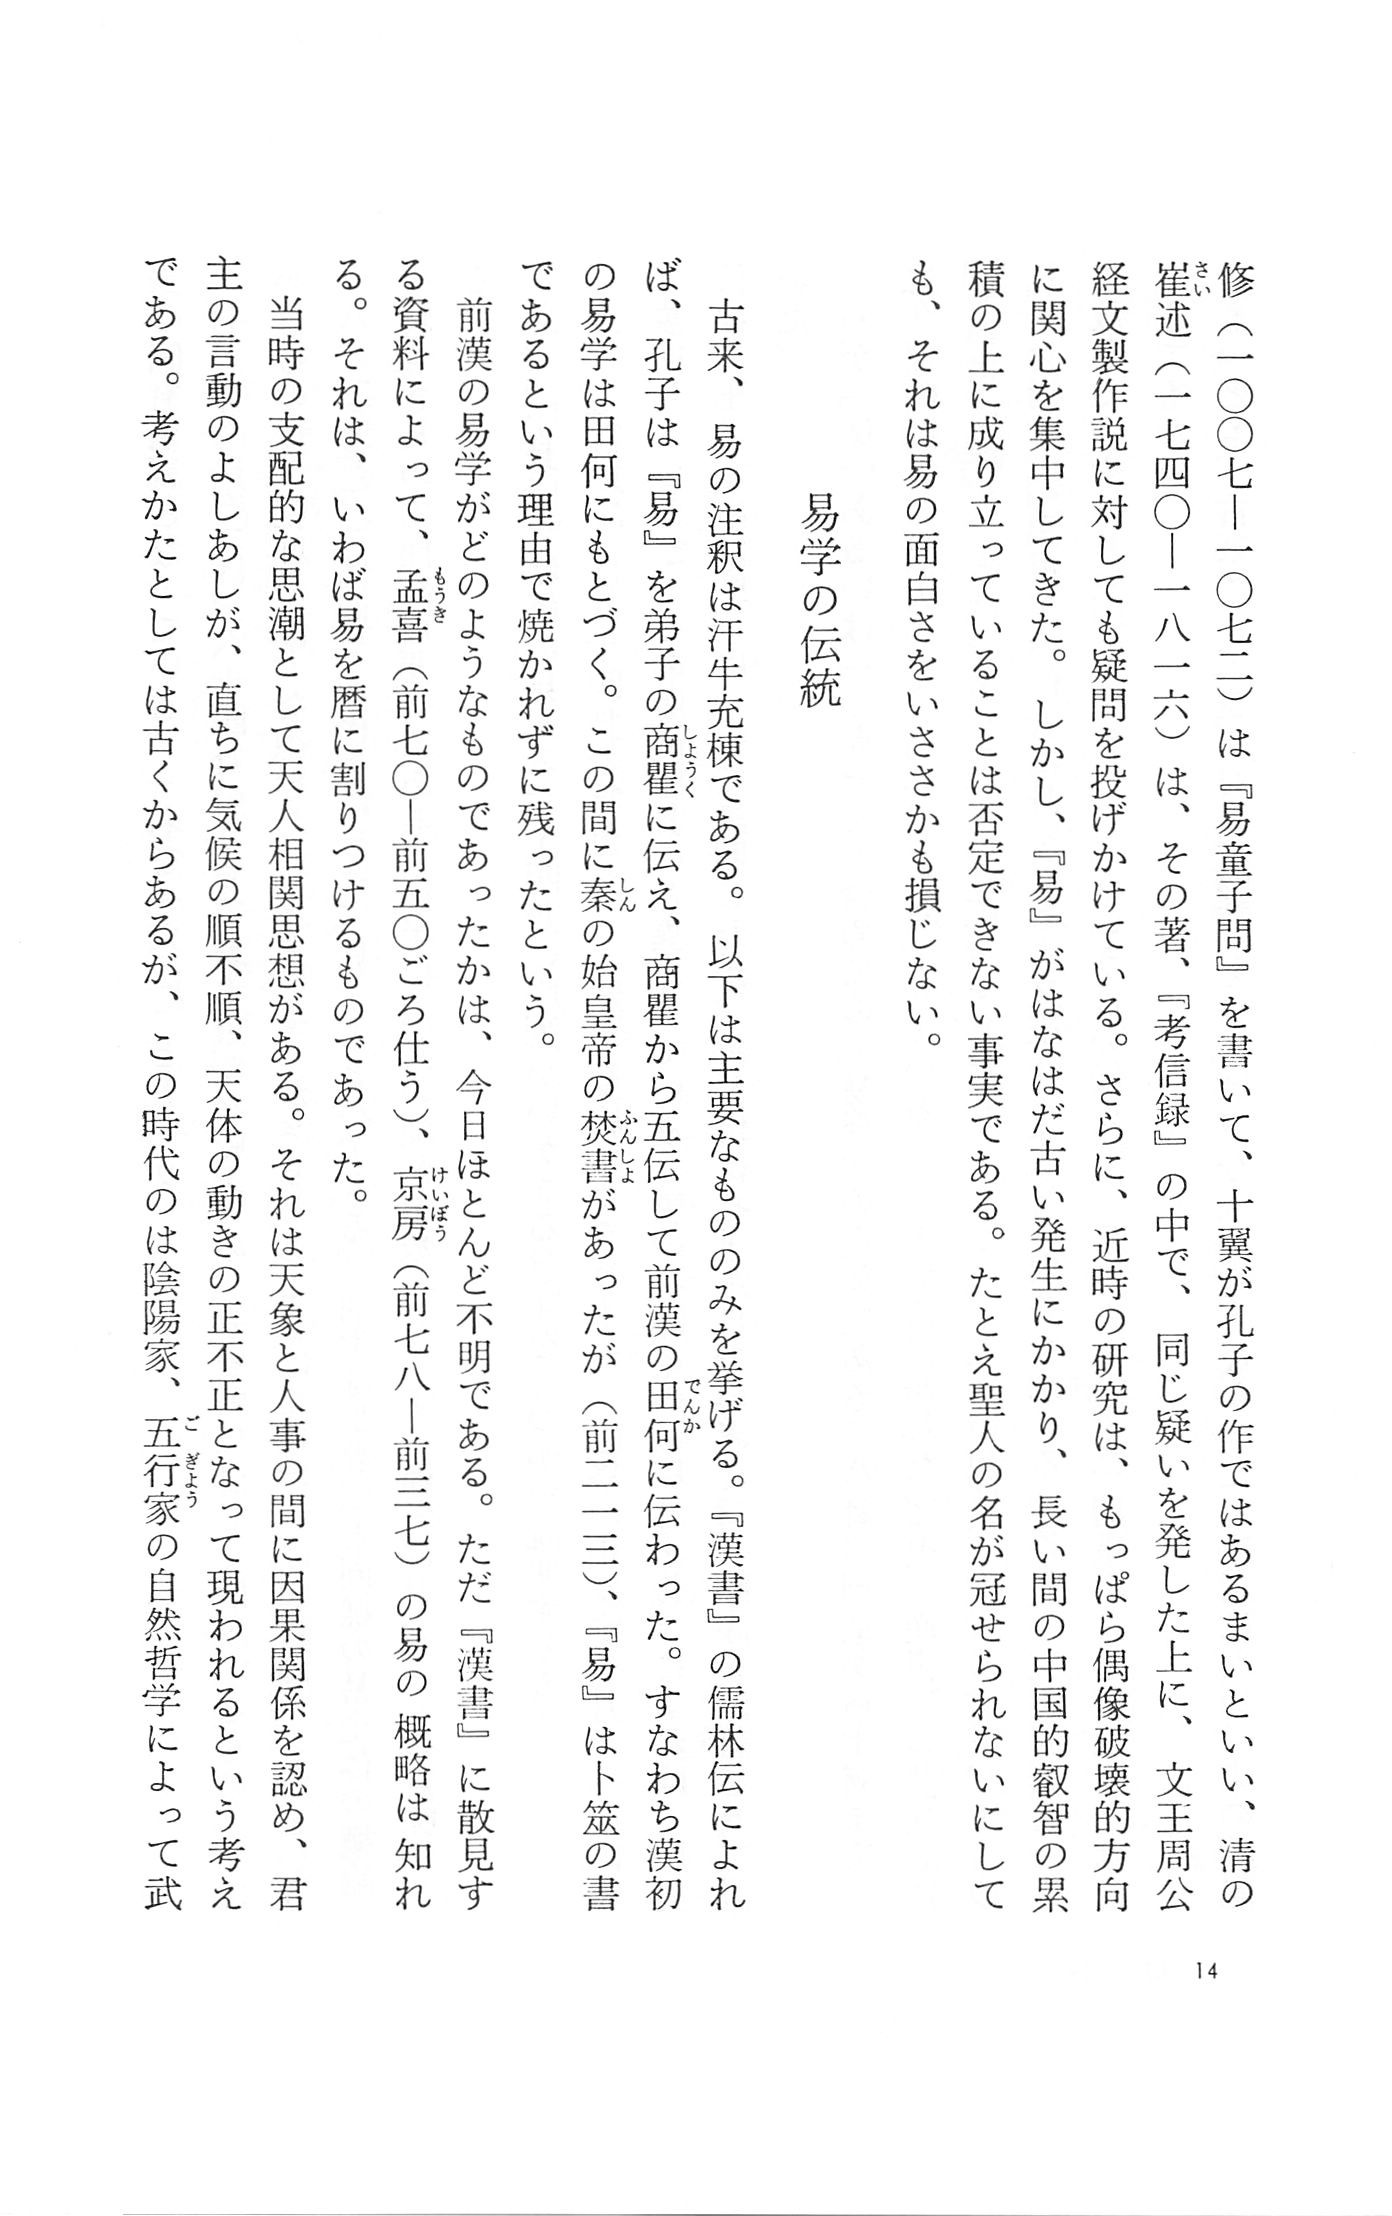 修（一〇〇七―一〇七二）は『易童子問』を書いて、十翼が孔子の作ではあるまいといい、清の
崔述（一七四〇―一八一六）は、その著、『考信録』の中で、同じ疑いを発した上に、文王周公
経文製作説に対しても疑問を投げかけている。さらに、近時の研究は、もっぱら偶像破壊的方向
に関心を集中してきた。しかし、『易』がはなはだ古い発生にかかり、長い間の中国的叡智の累
積の上に成り立っていることは否定できない事実である。たとえ聖人の名が冠せられないにして
も、それは易の面白さをいささかも損じない。
易学の伝統
古来、易の注釈は汗牛充棟である。以下は主要なもののみを挙げる。『漢書』の儒林伝によれ
ば、孔子は『易』を弟子の商瞿に伝え、商瞿から五伝して前漢の田何に伝わった。すなわち漢初
の易学は田何にもとづく。この間に秦の始皇帝の焚書があったが（前二一三）、『易』は卜筮の書
であるという理由で焼かれずに残ったという。
前漢の易学がどのようなものであったかは、今日ほとんど不明である。ただ『漢書』に散見す
る資料によって、孟喜（前七〇―前五〇ごろ仕う）、京房（前七八―前三七）の易の概略は知れ
る。それは、いわば易を暦に割りつけるものであった。
当時の支配的な思潮として天人相関思想がある。それは天象と人事の間に因果関係を認め、君
主の言動のよしあしが、直ちに気候の順不順、天体の動きの正不正となって現われるという考え
である。考えかたとしては古くからあるが、この時代のは陰陽家、五行家の自然哲学によって武
14